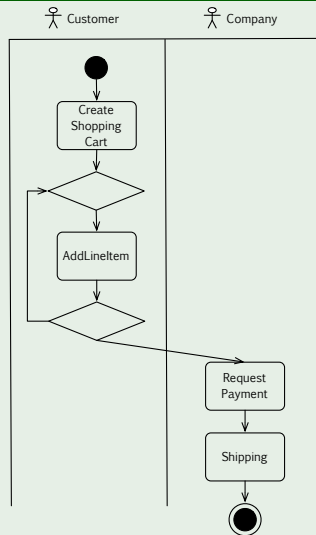 Customer
Company
Create
Shopping
Cart
AddLineItem
Request
Payment
Shipping